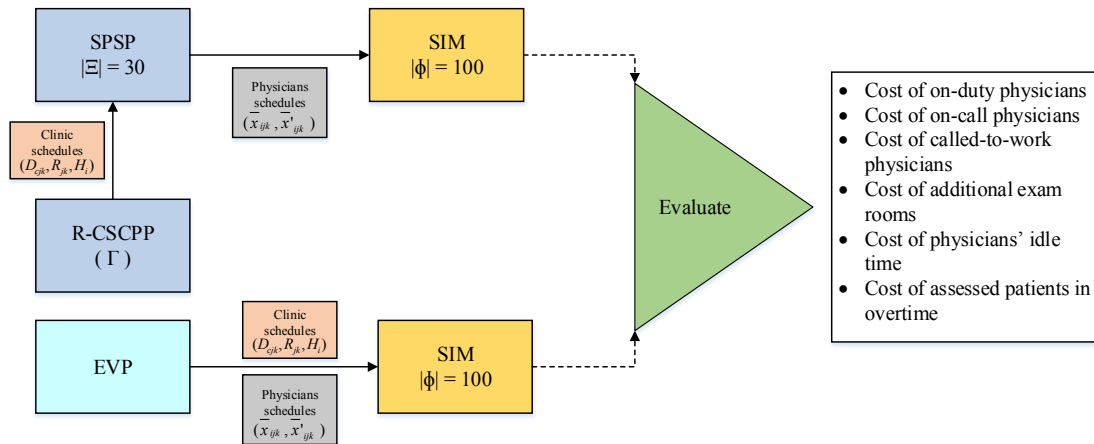 SPSP
|Ξ| = 30
Physicians
schedules
(x̅ijk , x̅'ijk )
SIM
|ϕ| = 100
Clinic
schedules
(Dcjk, Rjk, Hi)
R-CSCPP
( Γ )
EVP
Clinic
schedules
(Dcjk, Rjk, Hi)
Physicians
schedules
(x̅ijk , x̅'ijk )
SIM
|ϕ| = 100
Evaluate
• Cost of on-duty physicians
• Cost of on-call physicians
• Cost of called-to-work
physicians
• Cost of additional exam
rooms
• Cost of physicians’ idle
time
• Cost of assessed patients in
overtime